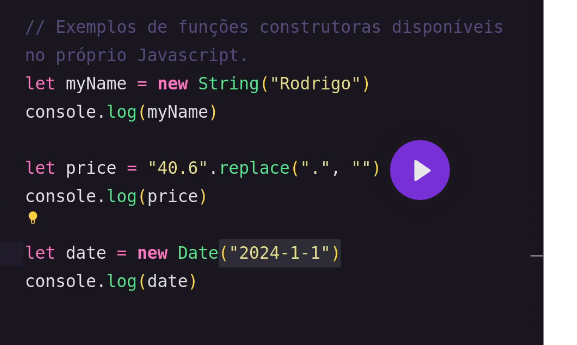 // Exemplos de funções construtoras disponíveis
no próprio Javascript.
let myName = new String("Rodrigo")
console.log(myName)
let price = "40.6".replace(".", "")
console.log(price)
let date = new Date("2024-1-1")
console.log(date)